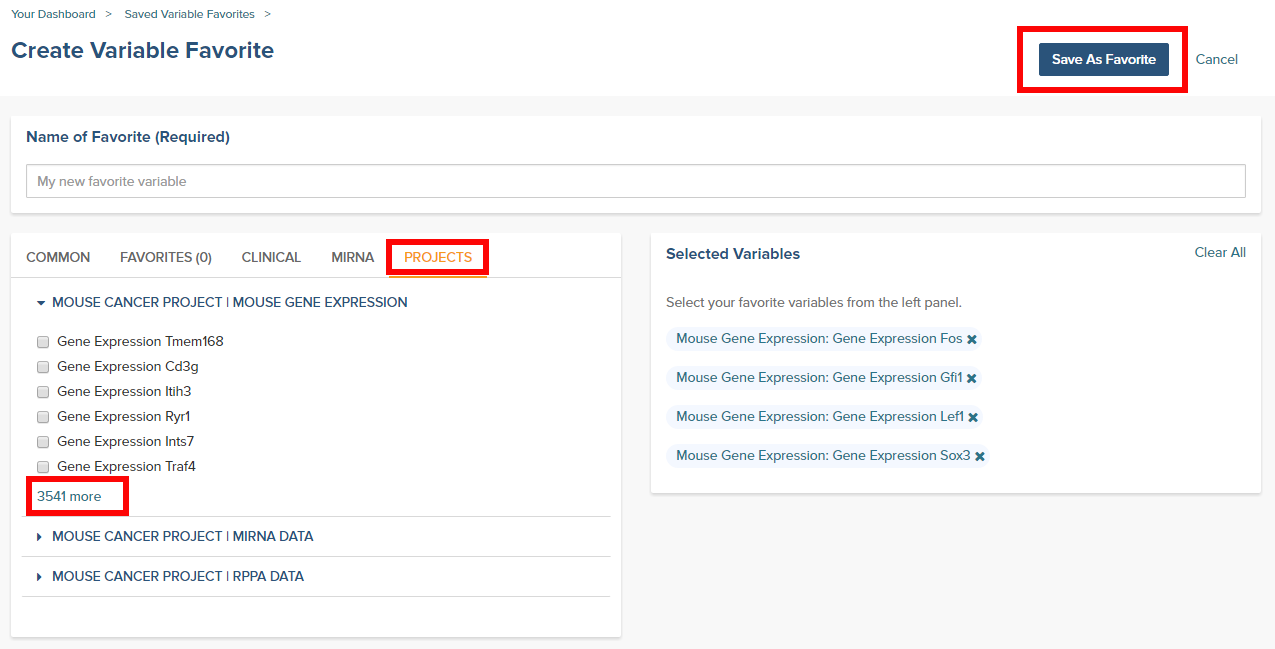 Your Dashboard > Saved Variable Favorites >
Create Variable Favorite
Save As Favorite
Cancel
Name of Favorite (Required)
My new favorite variable
COMMON FAVORITES (0) CLINICAL MIRNA PROJECTS
MOUSE CANCER PROJECT | MOUSE GENE EXPRESSION
Gene Expression Tmem168
Gene Expression Cd3g
Gene Expression Itih3
Gene Expression Ryr1
Gene Expression Ints7
Gene Expression Traf4
3541 more
MOUSE CANCER PROJECT | MIRNA DATA
MOUSE CANCER PROJECT | RPPA DATA
Selected Variables
Clear All
Select your favorite variables from the left panel.
Mouse Gene Expression: Gene Expression Fos ×
Mouse Gene Expression: Gene Expression Gfi1 ×
Mouse Gene Expression: Gene Expression Lef1 ×
Mouse Gene Expression: Gene Expression Sox3 ×